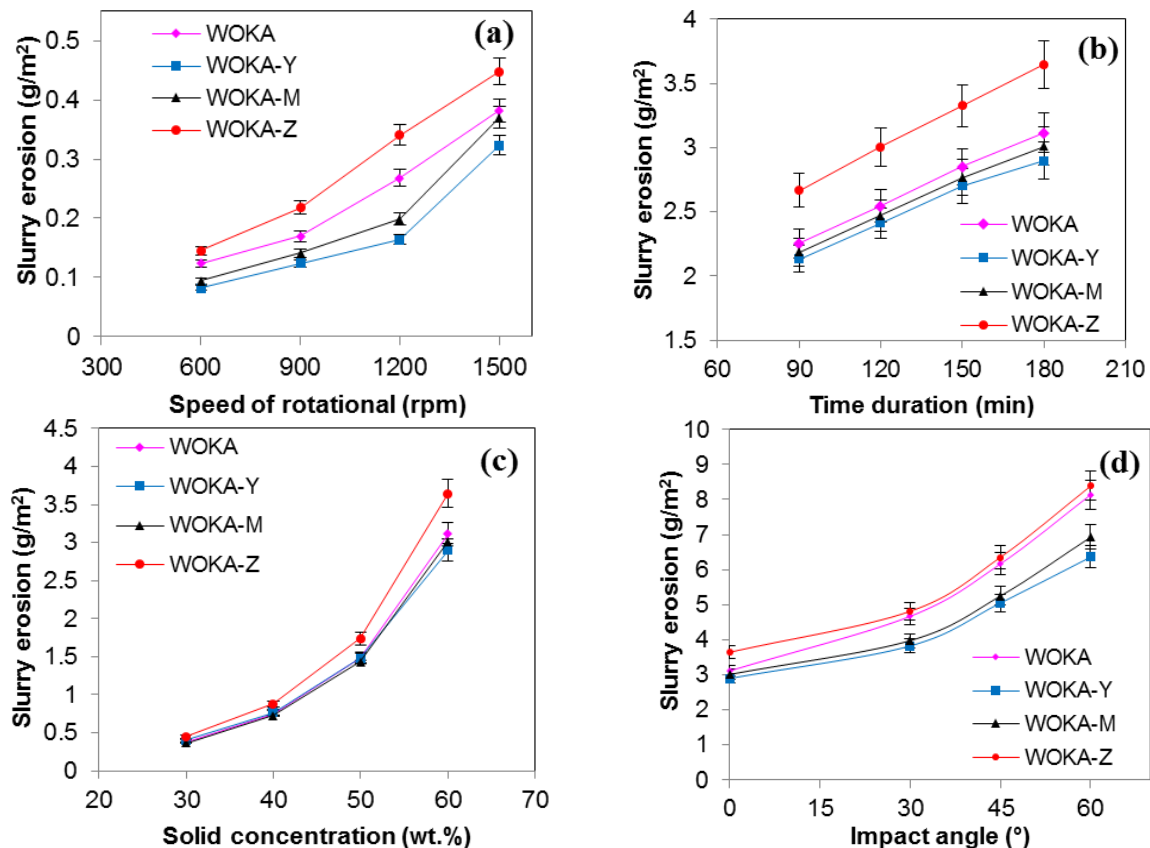 (a)
WOKA
WOKA-Y
WOKA-M
WOKA-Z
Slurry erosion (g/m²)
0.5
0.4
0.3
0.2
0.1
0
300 600 900 1200 1500
Speed of rotational (rpm)
(b)
Slurry erosion (g/m²)
4
3.5
3
2.5
2
1.5
WOKA
WOKA-Y
WOKA-M
WOKA-Z
60 90 120 150 180 210
Time duration (min)
(c)
WOKA
WOKA-Y
WOKA-M
WOKA-Z
Slurry erosion (g/m²)
4.5
4
3.5
3
2.5
2
1.5
1
0.5
0
20 30 40 50 60 70
Solid concentration (wt.%)
(d)
Slurry erosion (g/m²)
10
9
8
7
6
5
4
3
2
1
0
WOKA
WOKA-Y
WOKA-M
WOKA-Z
0 15 30 45 60
Impact angle (°)